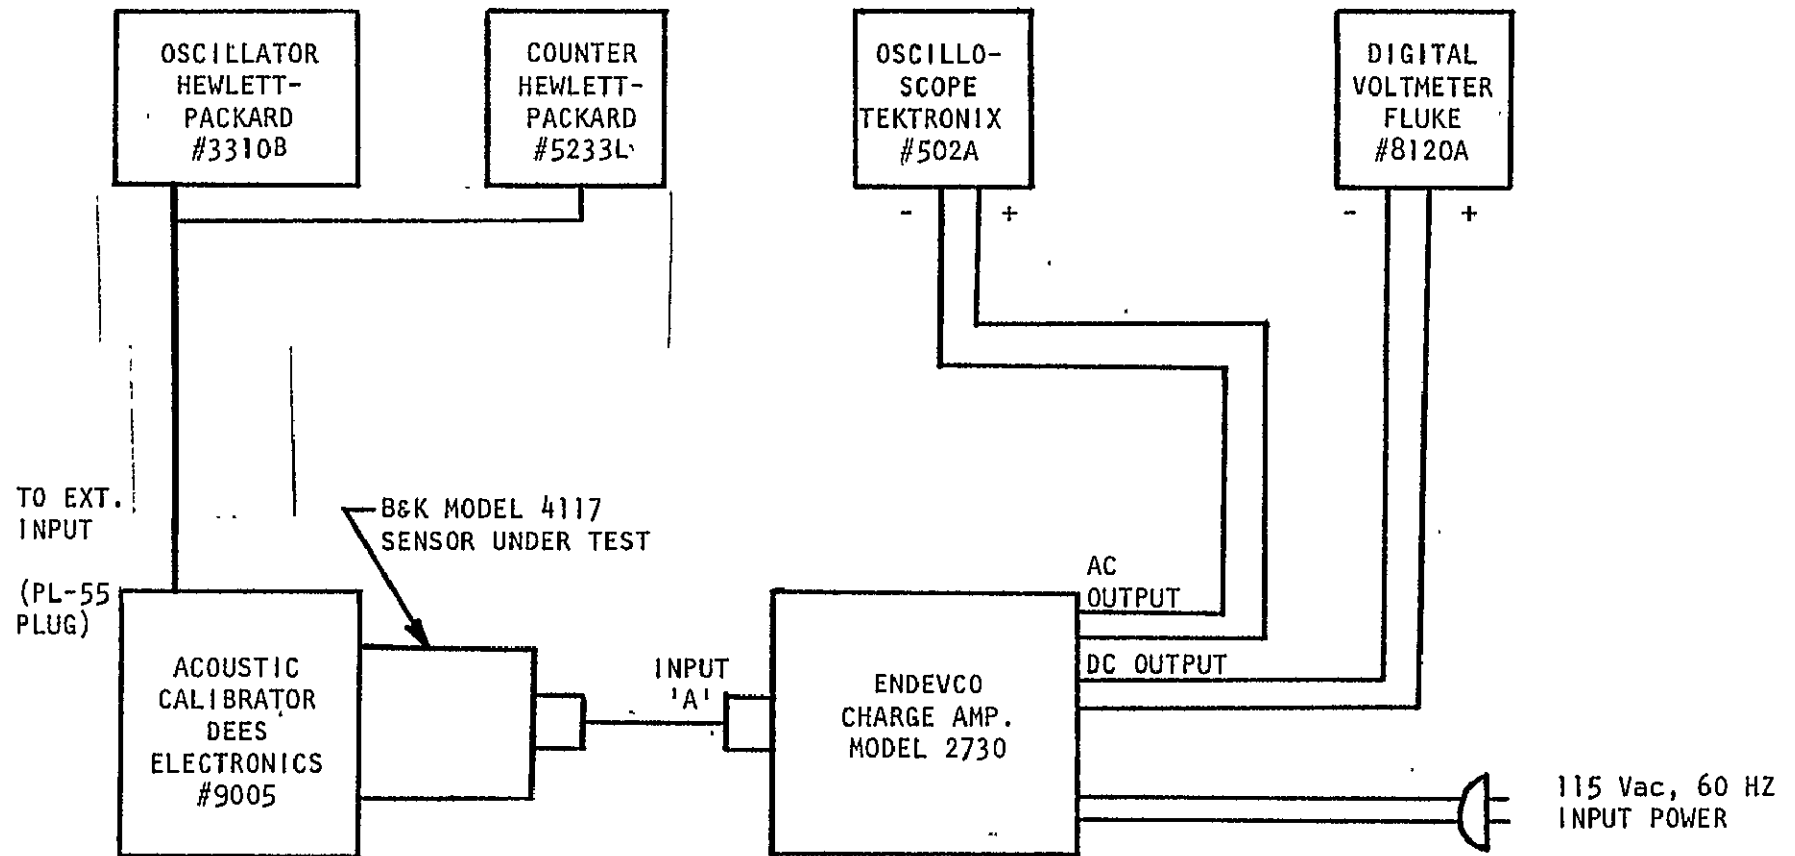 OSCILLATOR
HEWLETT-
PACKARD
#3310B
COUNTER
HEWLETT-
PACKARD
#5233L
OSCILLO-
SCOPE
TEKTRONIX
#502A
DIGITAL
VOLTMETER
FLUKE
#8120A
- +
- +
TO EXT.
INPUT
(PL-55
PLUG)
B&K MODEL 4117
SENSOR UNDER TEST
ACOUSTIC
CALIBRATOR
DEES
ELECTRONICS
#9005
INPUT
'A'
ENDEVCO
CHARGE AMP.
MODEL 2730
AC
OUTPUT
DC OUTPUT
115 Vac, 60 HZ
INPUT POWER